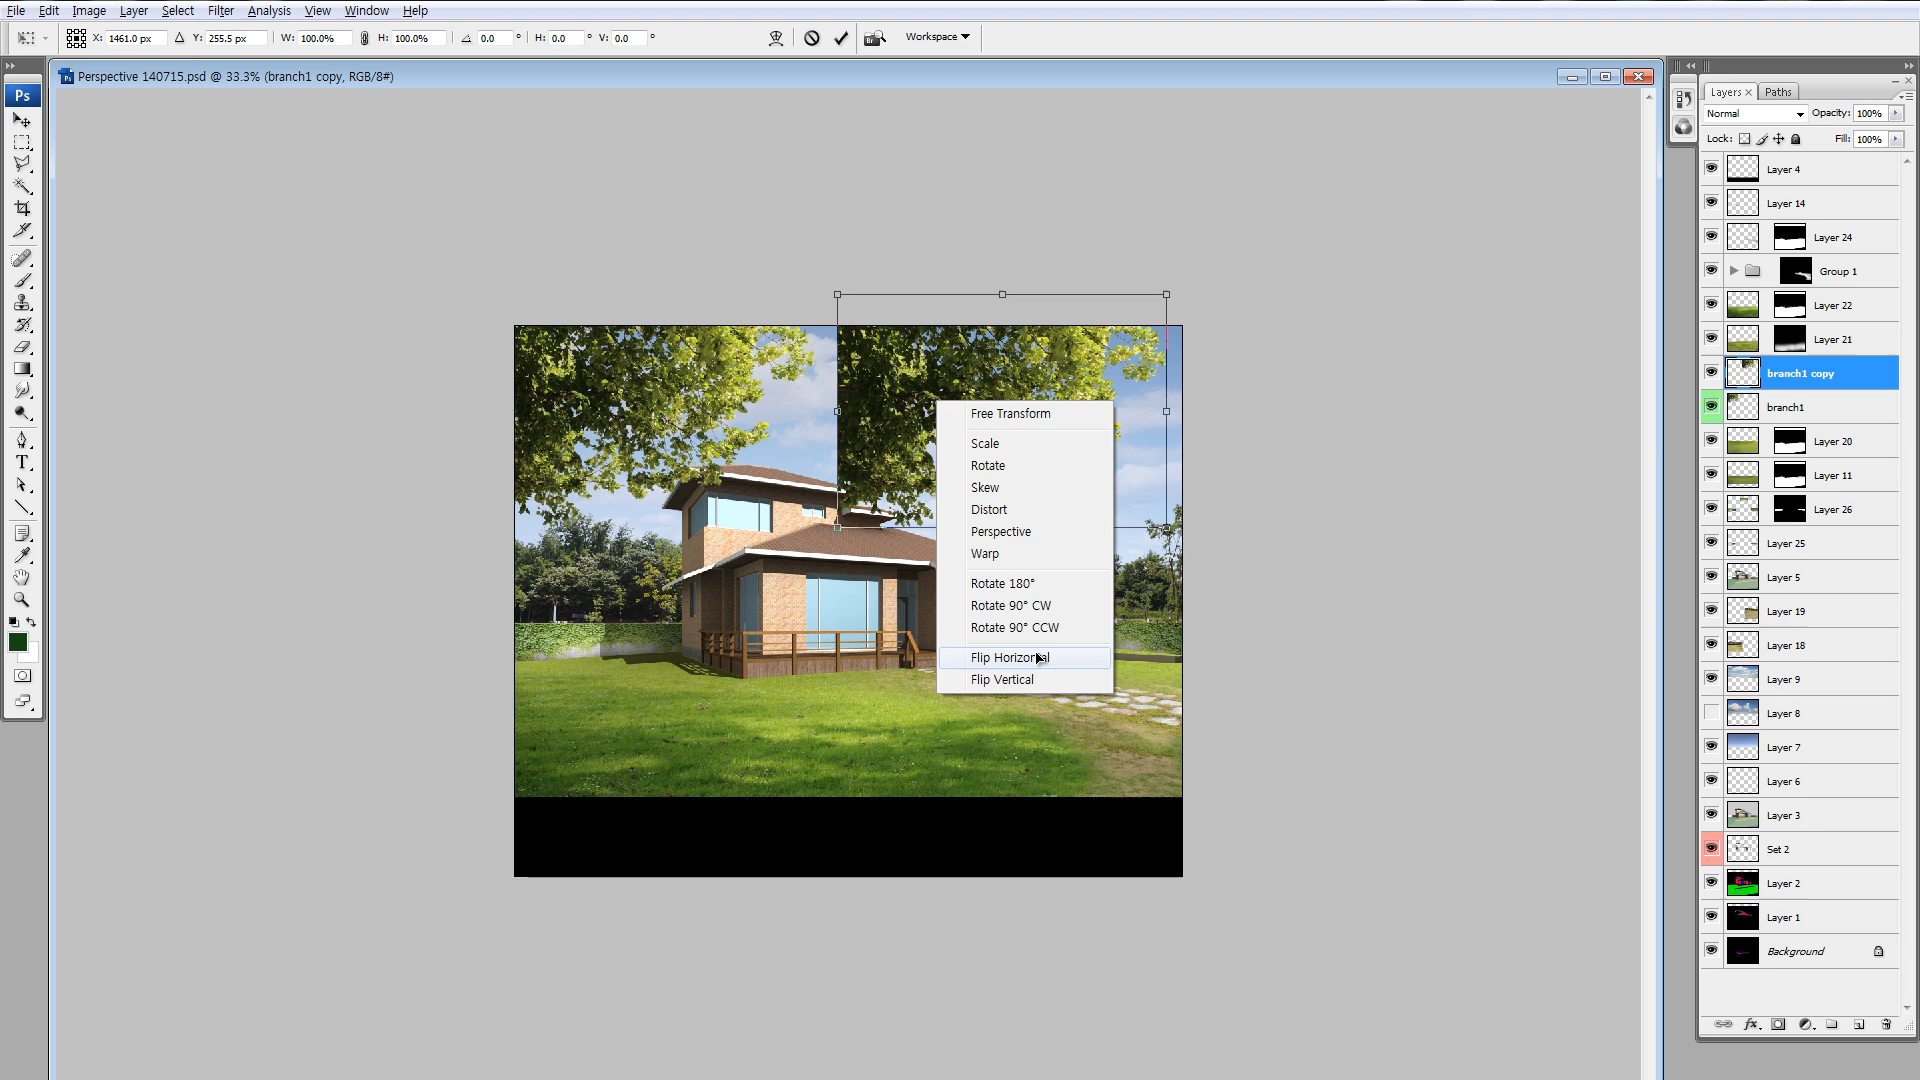 File Edit Image Layer Select Filter Analysis View Window Help
X: 1461.0 px Y: 255.5 px W: 100.0% H: 100.0% 0.0 ° H: 0.0 ° V: 0.0 ° Br Workspace
Ps Perspective 140715.psd @ 33.3% (branch1 copy, RGB/8#)
Ps
T
Layers × Paths
Normal Opacity: 100%
Lock: Fill: 100%
Layer 4
Layer 14
Layer 24
Group 1
Layer 22
Layer 21
branch1 copy
branch1
Layer 20
Layer 11
Layer 26
Layer 25
Layer 5
Layer 19
Layer 18
Layer 9
Layer 8
Layer 7
Layer 6
Layer 3
Set 2
Layer 2
Layer 1
Background
fx
Free Transform
Scale
Rotate
Skew
Distort
Perspective
Warp
Rotate 180°
Rotate 90° CW
Rotate 90° CCW
Flip Horizontal
Flip Vertical